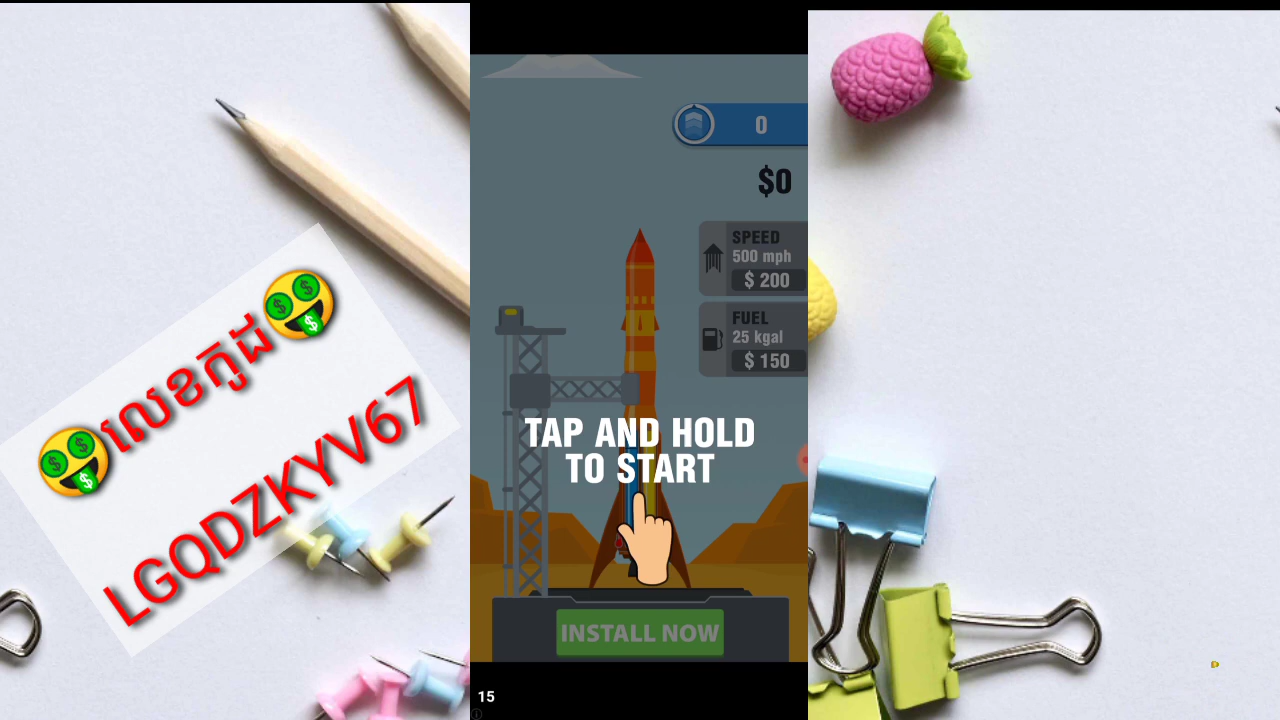 លេខកូដ
LGQDZKYV67
0
$0
SPEED
500 mph
$ 200
FUEL
25 kgal
$ 150
TAP AND HOLD
TO START
INSTALL NOW
15